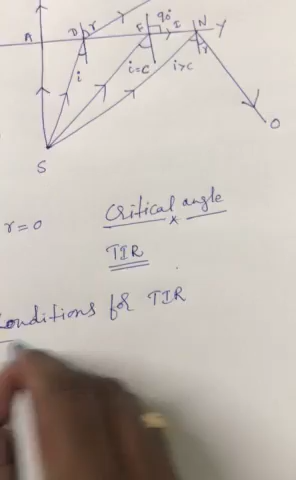 A D r E 90° I N Y
i i=c i>c r
O
S
r=0 Critical angle
TIR
Conditions for TIR